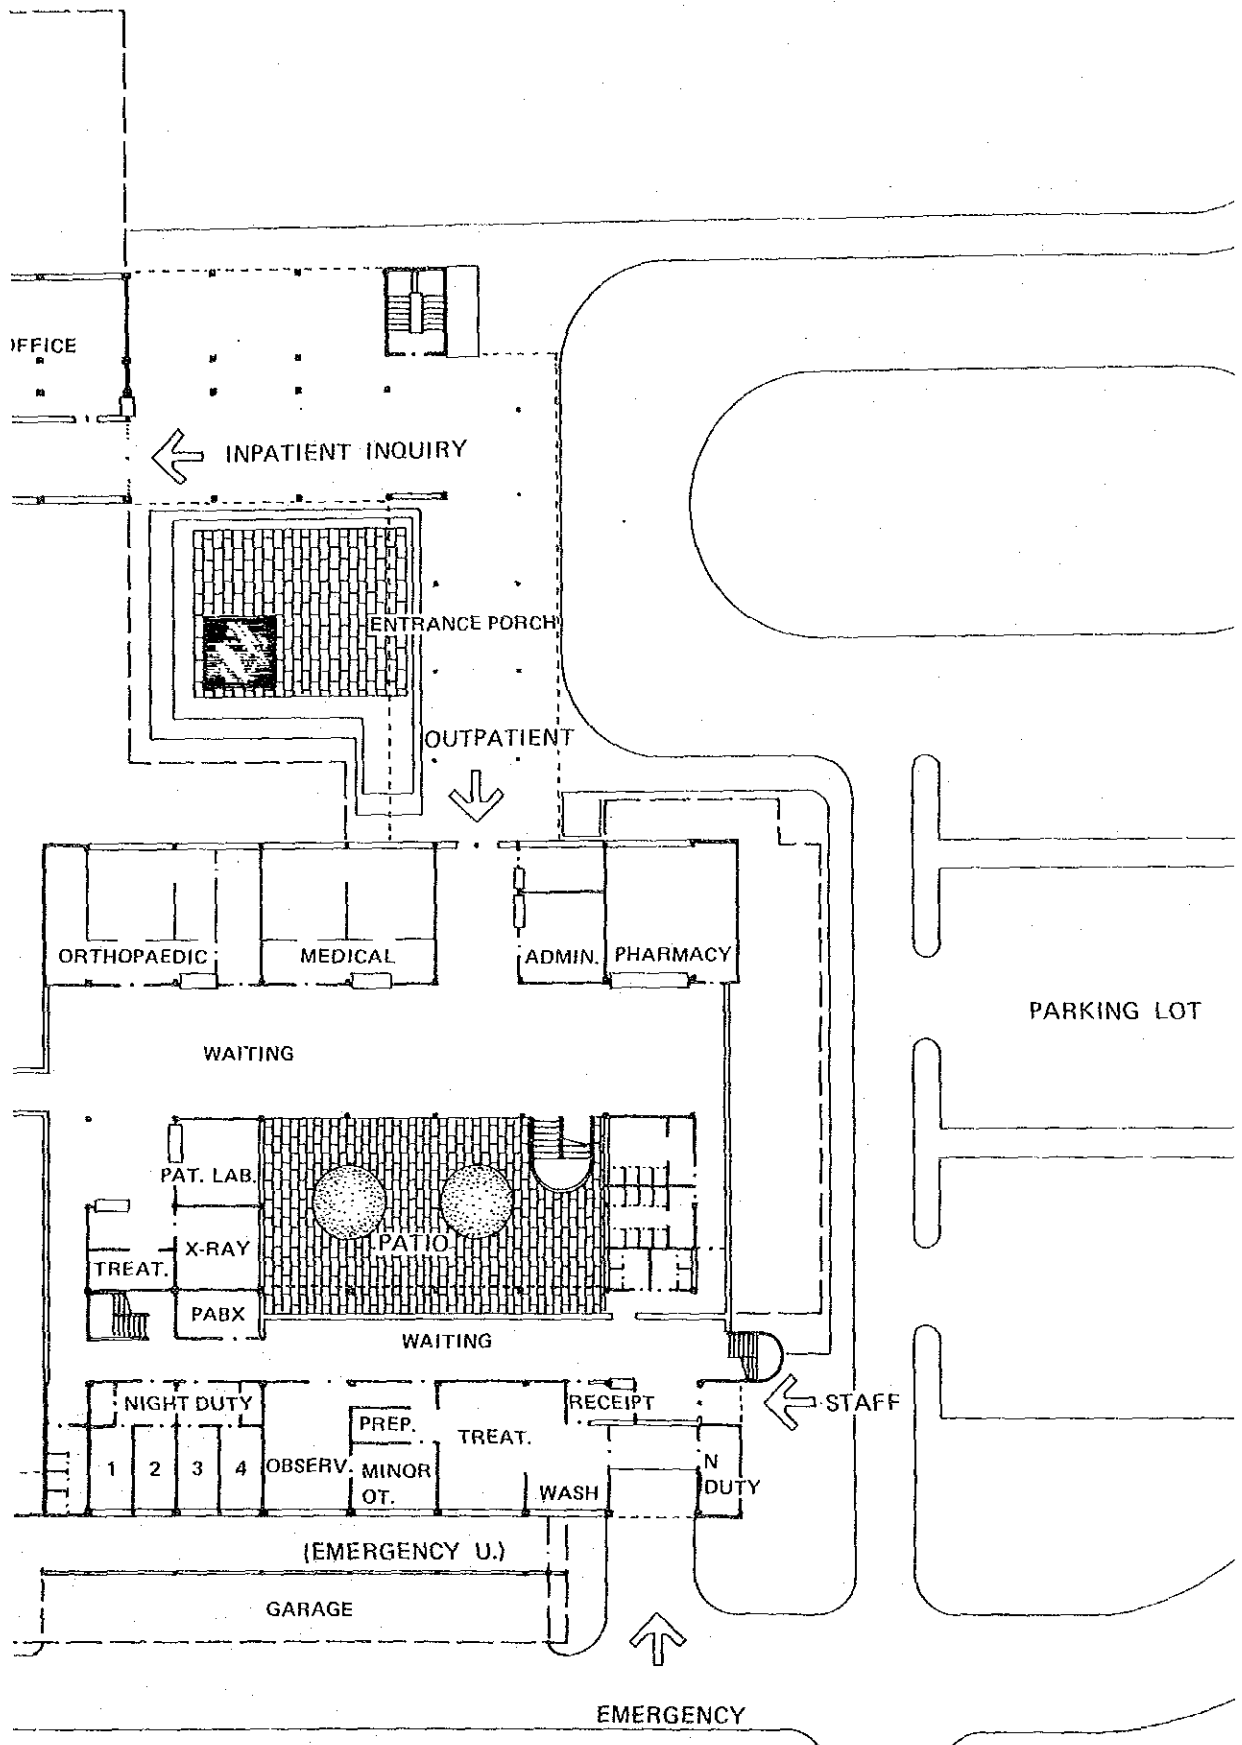 OFFICE
INPATIENT INQUIRY
ENTRANCE PORCH
OUTPATIENT
ORTHOPAEDIC
MEDICAL
ADMIN.
PHARMACY
PARKING LOT
WAITING
PAT. LAB.
X-RAY
PATIO
TREAT.
PABX
WAITING
NIGHT DUTY
RECEIPT
STAFF
PREP.
TREAT.
1
2
3
4
OBSERV.
MINOR
OT.
WASH
N
DUTY
(EMERGENCY U.)
GARAGE
EMERGENCY